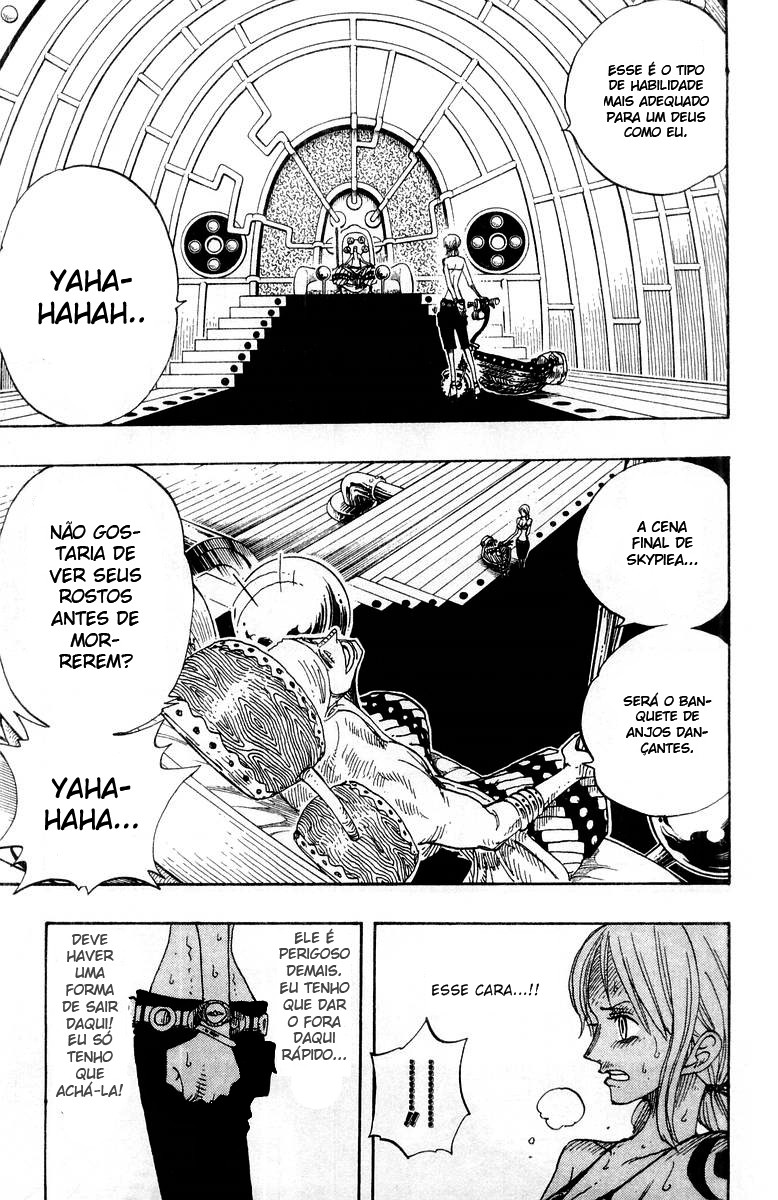 ESSE É O TIPO
DE HABILIDADE
MAIS ADEQUADO
PARA UM DEUS
COMO EU.
YAHA-
HAHAH..
A CENA
FINAL DE
SKYPIEA...
SERÁ O BAN-
QUETE DE
ANJOS DAN-
ÇANTES.
NÃO GOS-
TARIA DE
VER SEUS
ROSTOS
ANTES DE
MOR-
REREM?
YAHA-
HAHA...
ESSE CARA...!!
!!
ELE É
PERIGOSO
DEMAIS.
EU TENHO
QUE DAR
O FORA
DAQUI
RÁPIDO...
DEVE
HAVER
UMA
FORMA
DE SAIR
DAQUI!
EU SÓ
TENHO
QUE
ACHÁ-LA!